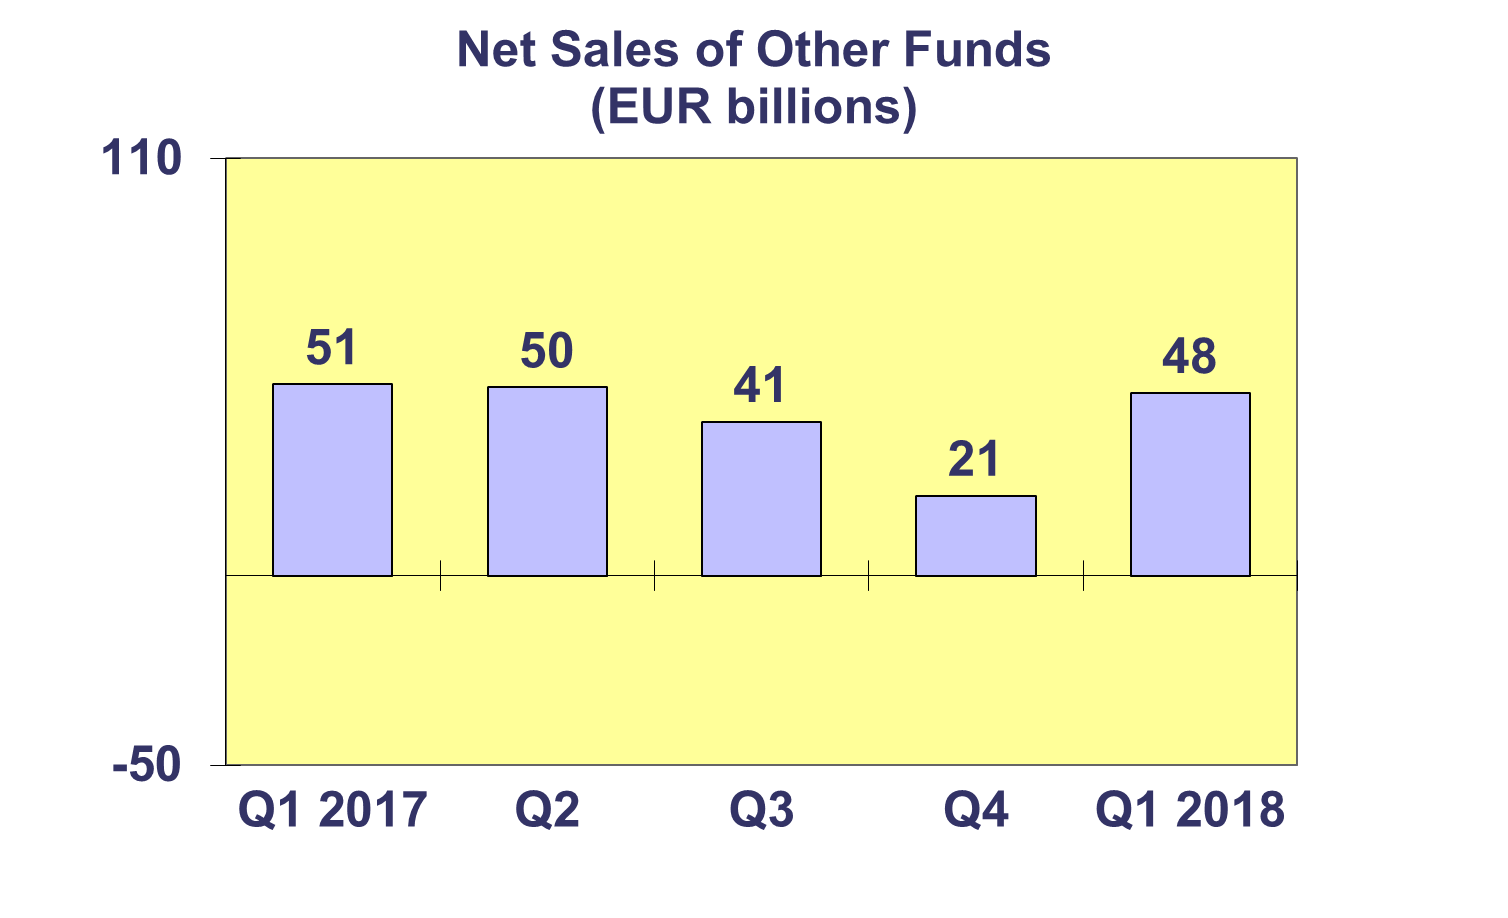 Net Sales of Other Funds
(EUR billions)
110
51
50
41
21
48
-50
Q1 2017 Q2 Q3 Q4 Q1 2018